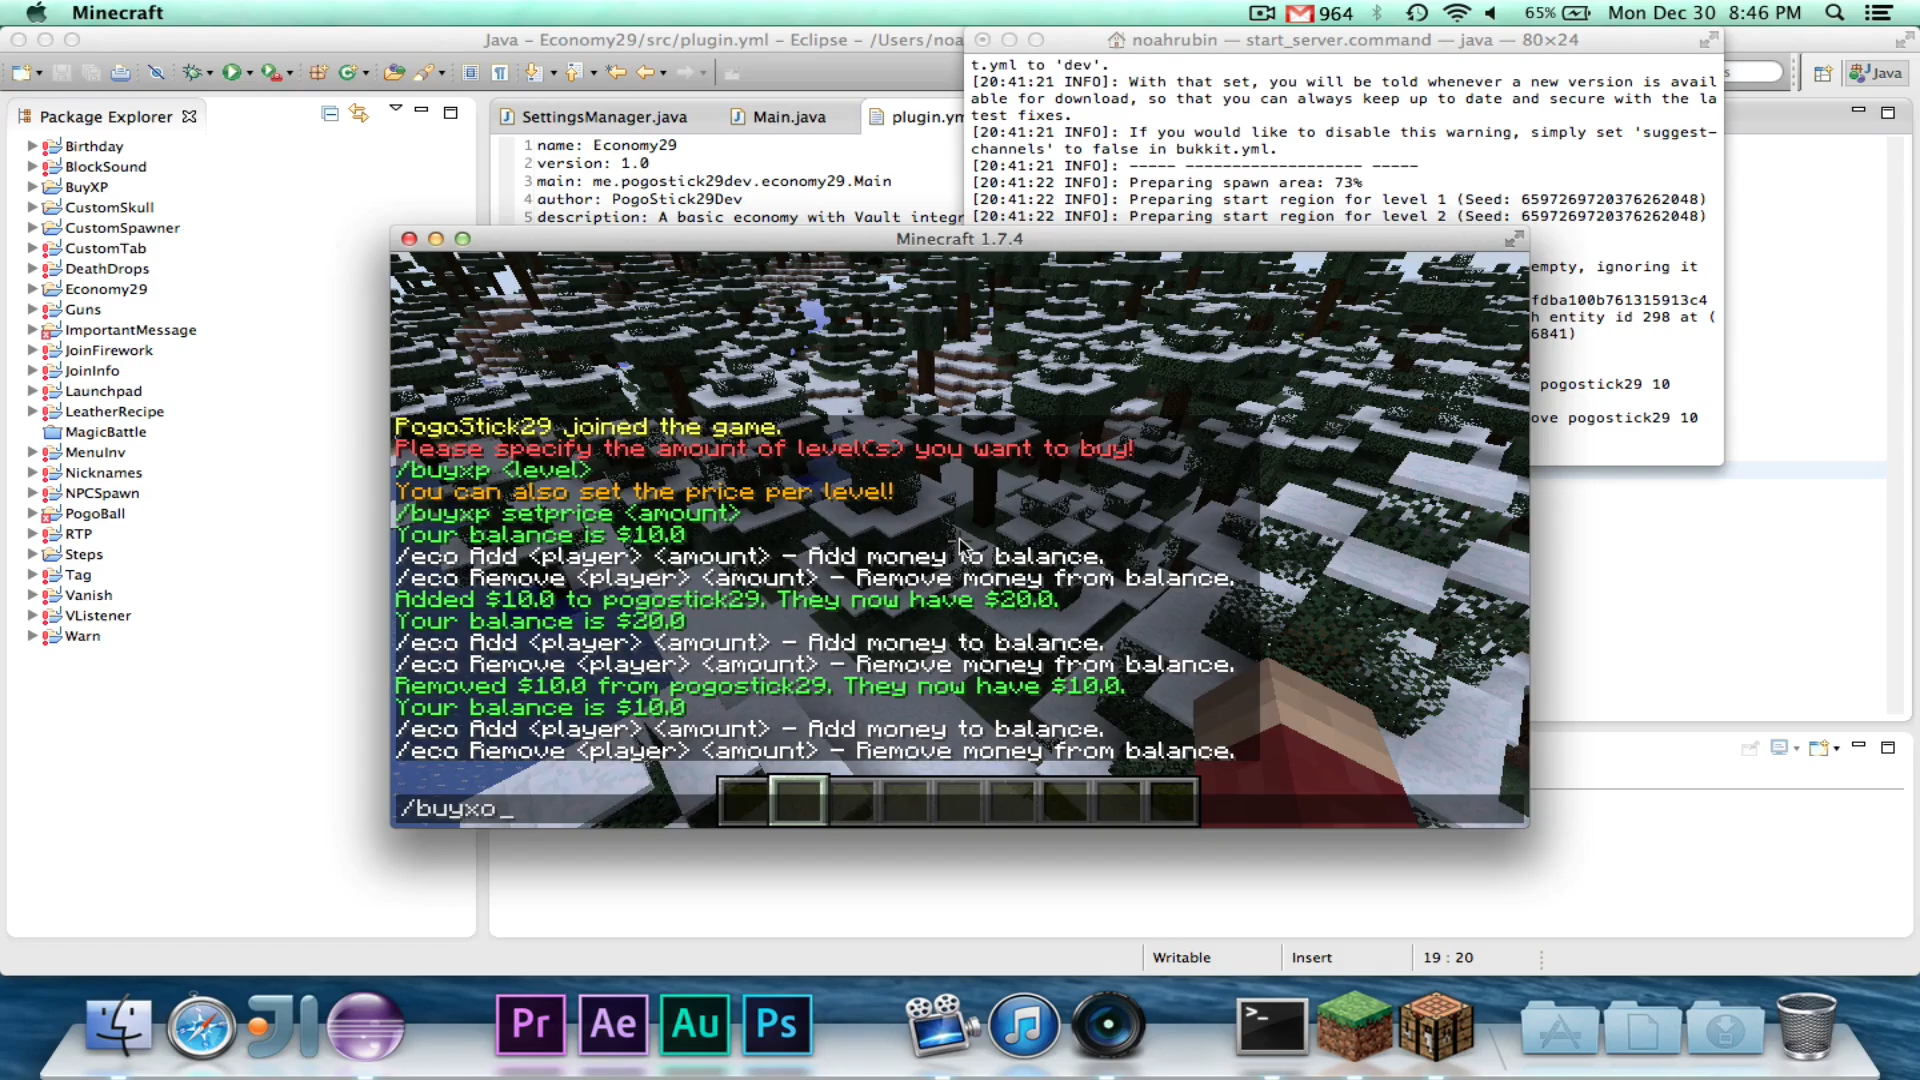 Minecraft
964
65%
Mon Dec 30 8:46 PM
Java – Economy29/src/plugin.yml – Eclipse – /Users/noa
noahrubin — start_server.command — java — 80×24
Java
Package Explorer
Birthday
BlockSound
BuyXP
CustomSkull
CustomSpawner
CustomTab
DeathDrops
Economy29
Guns
ImportantMessage
JoinFirework
JoinInfo
Launchpad
LeatherRecipe
MagicBattle
MenuInv
Nicknames
NPCSpawn
PogoBall
RTP
Steps
Tag
Vanish
VListener
Warn
SettingsManager.java
Main.java
plugin.ym
1 name: Economy29
2 version: 1.0
3 main: me.pogostick29dev.economy29.Main
4 author: PogoStick29Dev
5 description: A basic economy with Vault integr
t.yml to 'dev'.
[20:41:21 INFO]: With that set, you will be told whenever a new version is avail
able for download, so that you can always keep up to date and secure with the la
test fixes.
[20:41:21 INFO]: If you would like to disable this warning, simply set 'suggest-
channels' to false in bukkit.yml.
[20:41:21 INFO]: ----- ------------------- -----
[20:41:22 INFO]: Preparing spawn area: 73%
[20:41:22 INFO]: Preparing start region for level 1 (Seed: 6597269720376262048)
[20:41:22 INFO]: Preparing start region for level 2 (Seed: 6597269720376262048)
empty, ignoring it
fdba100b761315913c4
h entity id 298 at (
6841)
pogostick29 10
ove pogostick29 10
Minecraft 1.7.4
PogoStick29 joined the game.
Please specify the amount of level(s) you want to buy!
/buyxp <level>
You can also set the price per level!
/buyxp setprice <amount>
Your balance is $10.0
/eco Add <player> <amount> - Add money to balance.
/eco Remove <player> <amount> - Remove money from balance.
Added $10.0 to pogostick29. They now have $20.0.
Your balance is $20.0
/eco Add <player> <amount> - Add money to balance.
/eco Remove <player> <amount> - Remove money from balance.
Removed $10.0 from pogostick29. They now have $10.0.
Your balance is $10.0
/eco Add <player> <amount> - Add money to balance.
/eco Remove <player> <amount> - Remove money from balance.
/buyxo_
Writable
Insert
19 : 20
Pr
Ae
Au
Ps